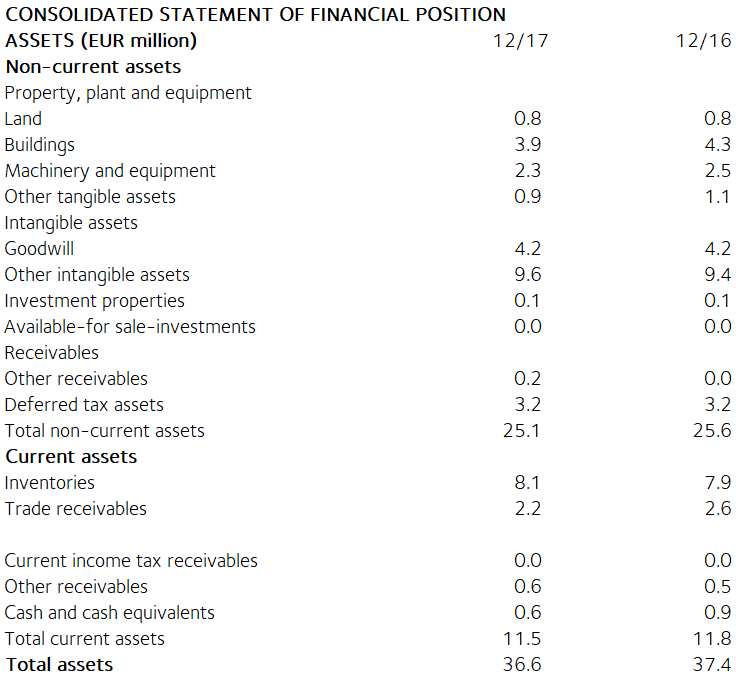 CONSOLIDATED STATEMENT OF FINANCIAL POSITION
ASSETS (EUR million) 12/17 12/16
Non-current assets
Property, plant and equipment
Land 0.8 0.8
Buildings 3.9 4.3
Machinery and equipment 2.3 2.5
Other tangible assets 0.9 1.1
Intangible assets
Goodwill 4.2 4.2
Other intangible assets 9.6 9.4
Investment properties 0.1 0.1
Available-for sale-investments 0.0 0.0
Receivables
Other receivables 0.2 0.0
Deferred tax assets 3.2 3.2
Total non-current assets 25.1 25.6
Current assets
Inventories 8.1 7.9
Trade receivables 2.2 2.6
Current income tax receivables 0.0 0.0
Other receivables 0.6 0.5
Cash and cash equivalents 0.6 0.9
Total current assets 11.5 11.8
Total assets 36.6 37.4